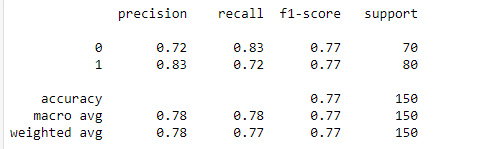 precision recall f1-score support
0 0.72 0.83 0.77 70
1 0.83 0.72 0.77 80
accuracy 0.77 150
macro avg 0.78 0.78 0.77 150
weighted avg 0.78 0.77 0.77 150